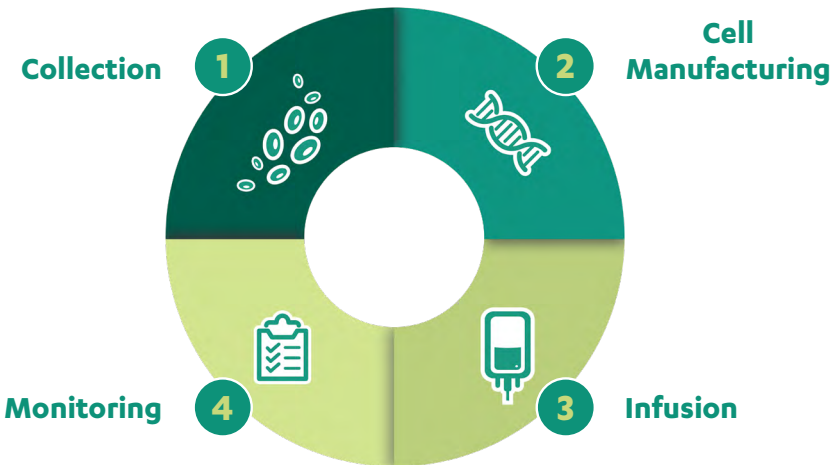 Collection
1
2
Cell
Manufacturing
Monitoring
4
3
Infusion